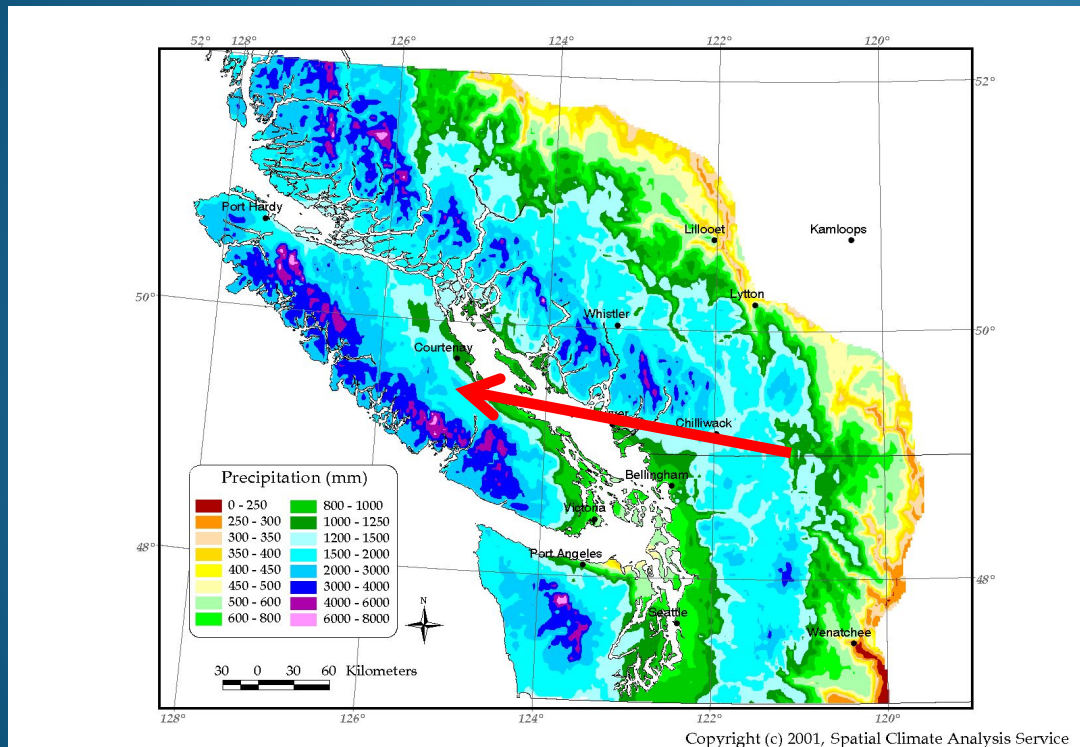 52° 128° 126° 124° 122° 120°
52°
Port Hardy
Lillooet
Kamloops
50°
Lytton
Whistler
50°
Courtenay
Chilliwack
Bellingham
Victoria
Port Angeles
48°
48°
Seattle
Wenatchee
Precipitation (mm)
0 - 250 800 - 1000
250 - 300 1000 - 1250
300 - 350 1200 - 1500
350 - 400 1500 - 2000
400 - 450 2000 - 3000
450 - 500 3000 - 4000
500 - 600 4000 - 6000
600 - 800 6000 - 8000
N
30 0 30 60 Kilometers
128° 126° 124° 122° 120°
Copyright (c) 2001, Spatial Climate Analysis Service